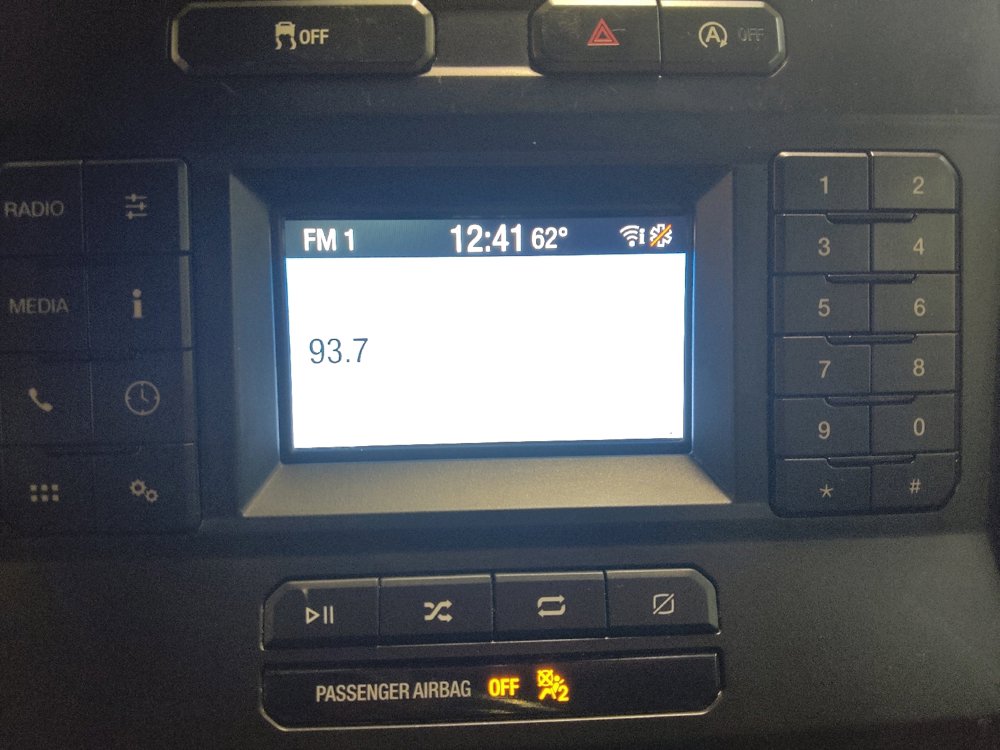 OFF
A OFF
RADIO
MEDIA
FM 1 12:41 62°
93.7
1 2
3 4
5 6
7 8
9 0
* #
PASSENGER AIRBAG OFF 2